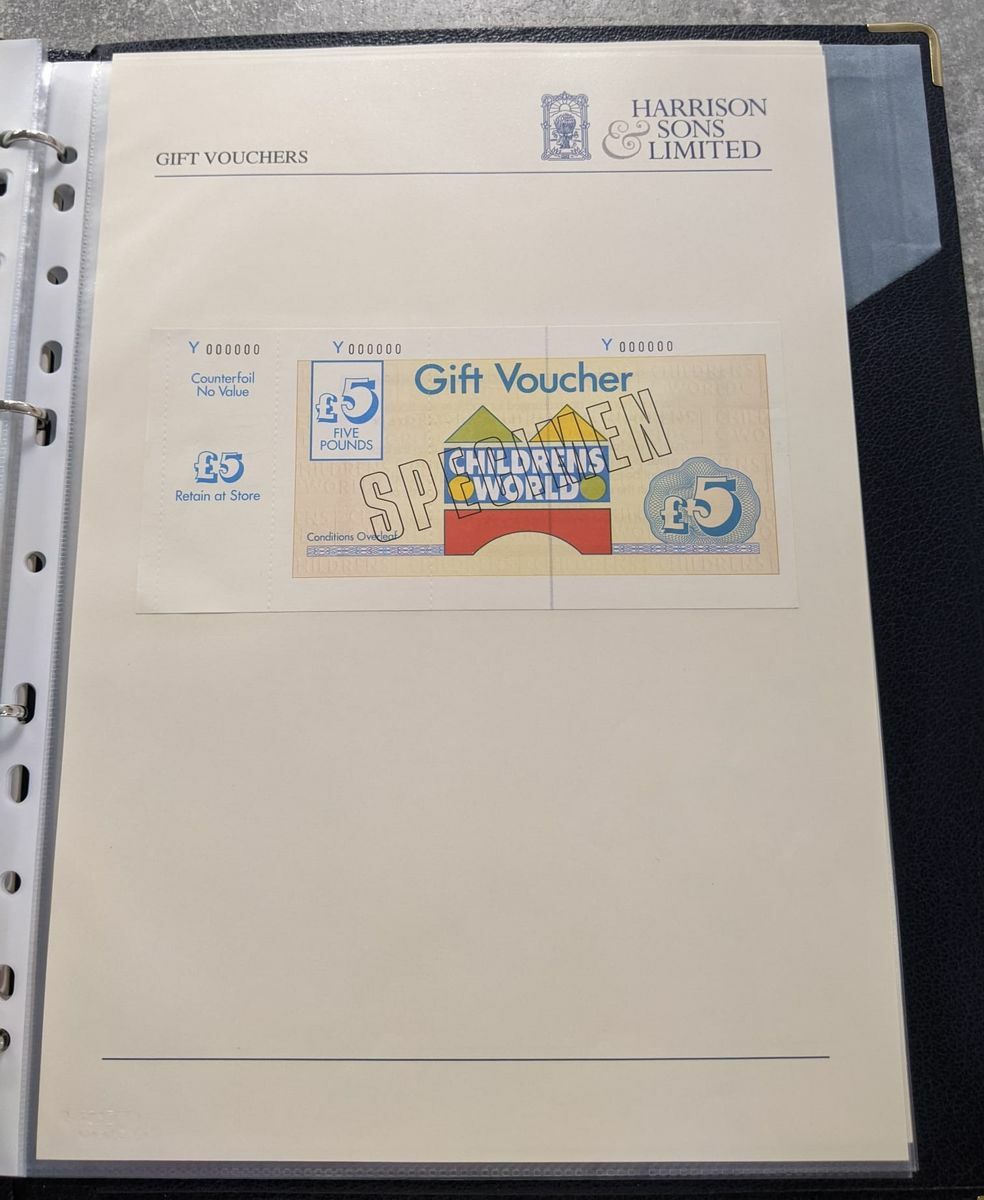 GIFT VOUCHERS
HARRISON
& SONS
LIMITED
Y 000000
Counterfoil
No Value
£5
Retain at Store
Y 000000
Y 000000
£5
FIVE
POUNDS
Gift Voucher
SPECIMEN
CHILDREN'S
WORLD
£5
Conditions Overleaf